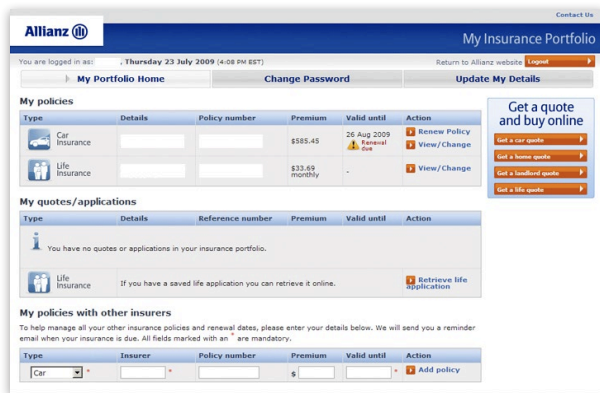 Contact Us
Allianz
My Insurance Portfolio
You are logged in as: , Thursday 23 July 2009 (4:08 PM EST)
Return to Allianz website Logout
My Portfolio Home Change Password Update My Details
My policies
Type Details Policy number Premium Valid until Action
Car Insurance $585.45 26 Aug 2009 Renewal due Renew Policy View/Change
Life Insurance $33.69 monthly - View/Change
Get a quote and buy online
Get a car quote
Get a home quote
Get a landlord quote
Get a life quote
My quotes/applications
Type Details Reference number Premium Valid until Action
You have no quotes or applications in your insurance portfolio.
Life Insurance If you have a saved life application you can retrieve it online. Retrieve life application
My policies with other insurers
To help manage all your other insurance policies and renewal dates, please enter your details below. We will send you a reminder
email when your insurance is due. All fields marked with an * are mandatory.
Type Insurer Policy number Premium Valid until Action
Car * * $ * Add policy